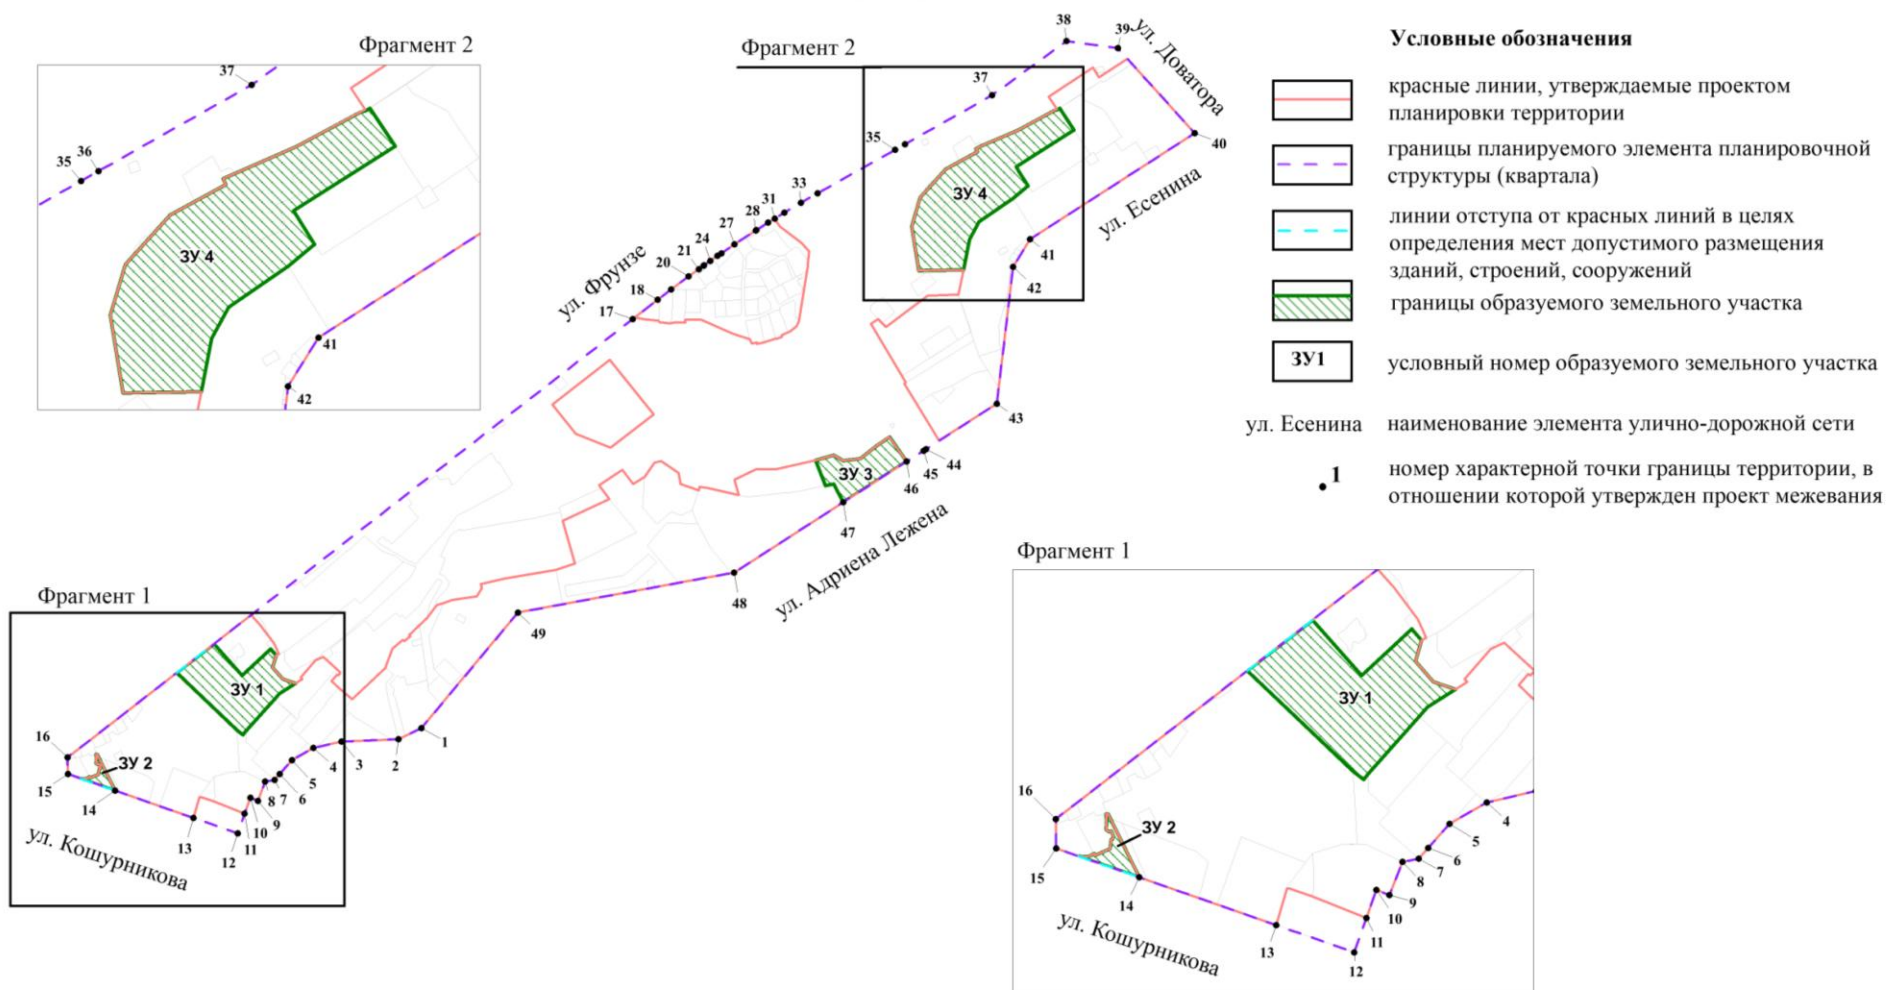 Фрагмент 2
37
36
35
ЗУ 4
41
42
Фрагмент 2
38
39
ул. Доватора
37
35
40
33
31
28
27
24
21
20
18
17
ул. Фрунзе
ЗУ 4
ул. Есенина
41
42
43
44
45
46
ЗУ 3
47
ул. Адриена Лежена
48
49
Фрагмент 1
ЗУ 1
16
ЗУ 2
15
14
13
12
11
10
9
8
7
6
5
4
3
2
1
ул. Кошурникова
Условные обозначения
красные линии, утверждаемые проектом
планировки территории
границы планируемого элемента планировочной
структуры (квартала)
линии отступа от красных линий в целях
определения мест допустимого размещения
зданий, строений, сооружений
границы образуемого земельного участка
ЗУ1
условный номер образуемого земельного участка
ул. Есенина
наименование элемента улично-дорожной сети
1
номер характерной точки границы территории, в
отношении которой утвержден проект межевания
Фрагмент 1
ЗУ 1
16
ЗУ 2
15
14
13
12
11
10
9
8
7
6
5
4
ул. Кошурникова